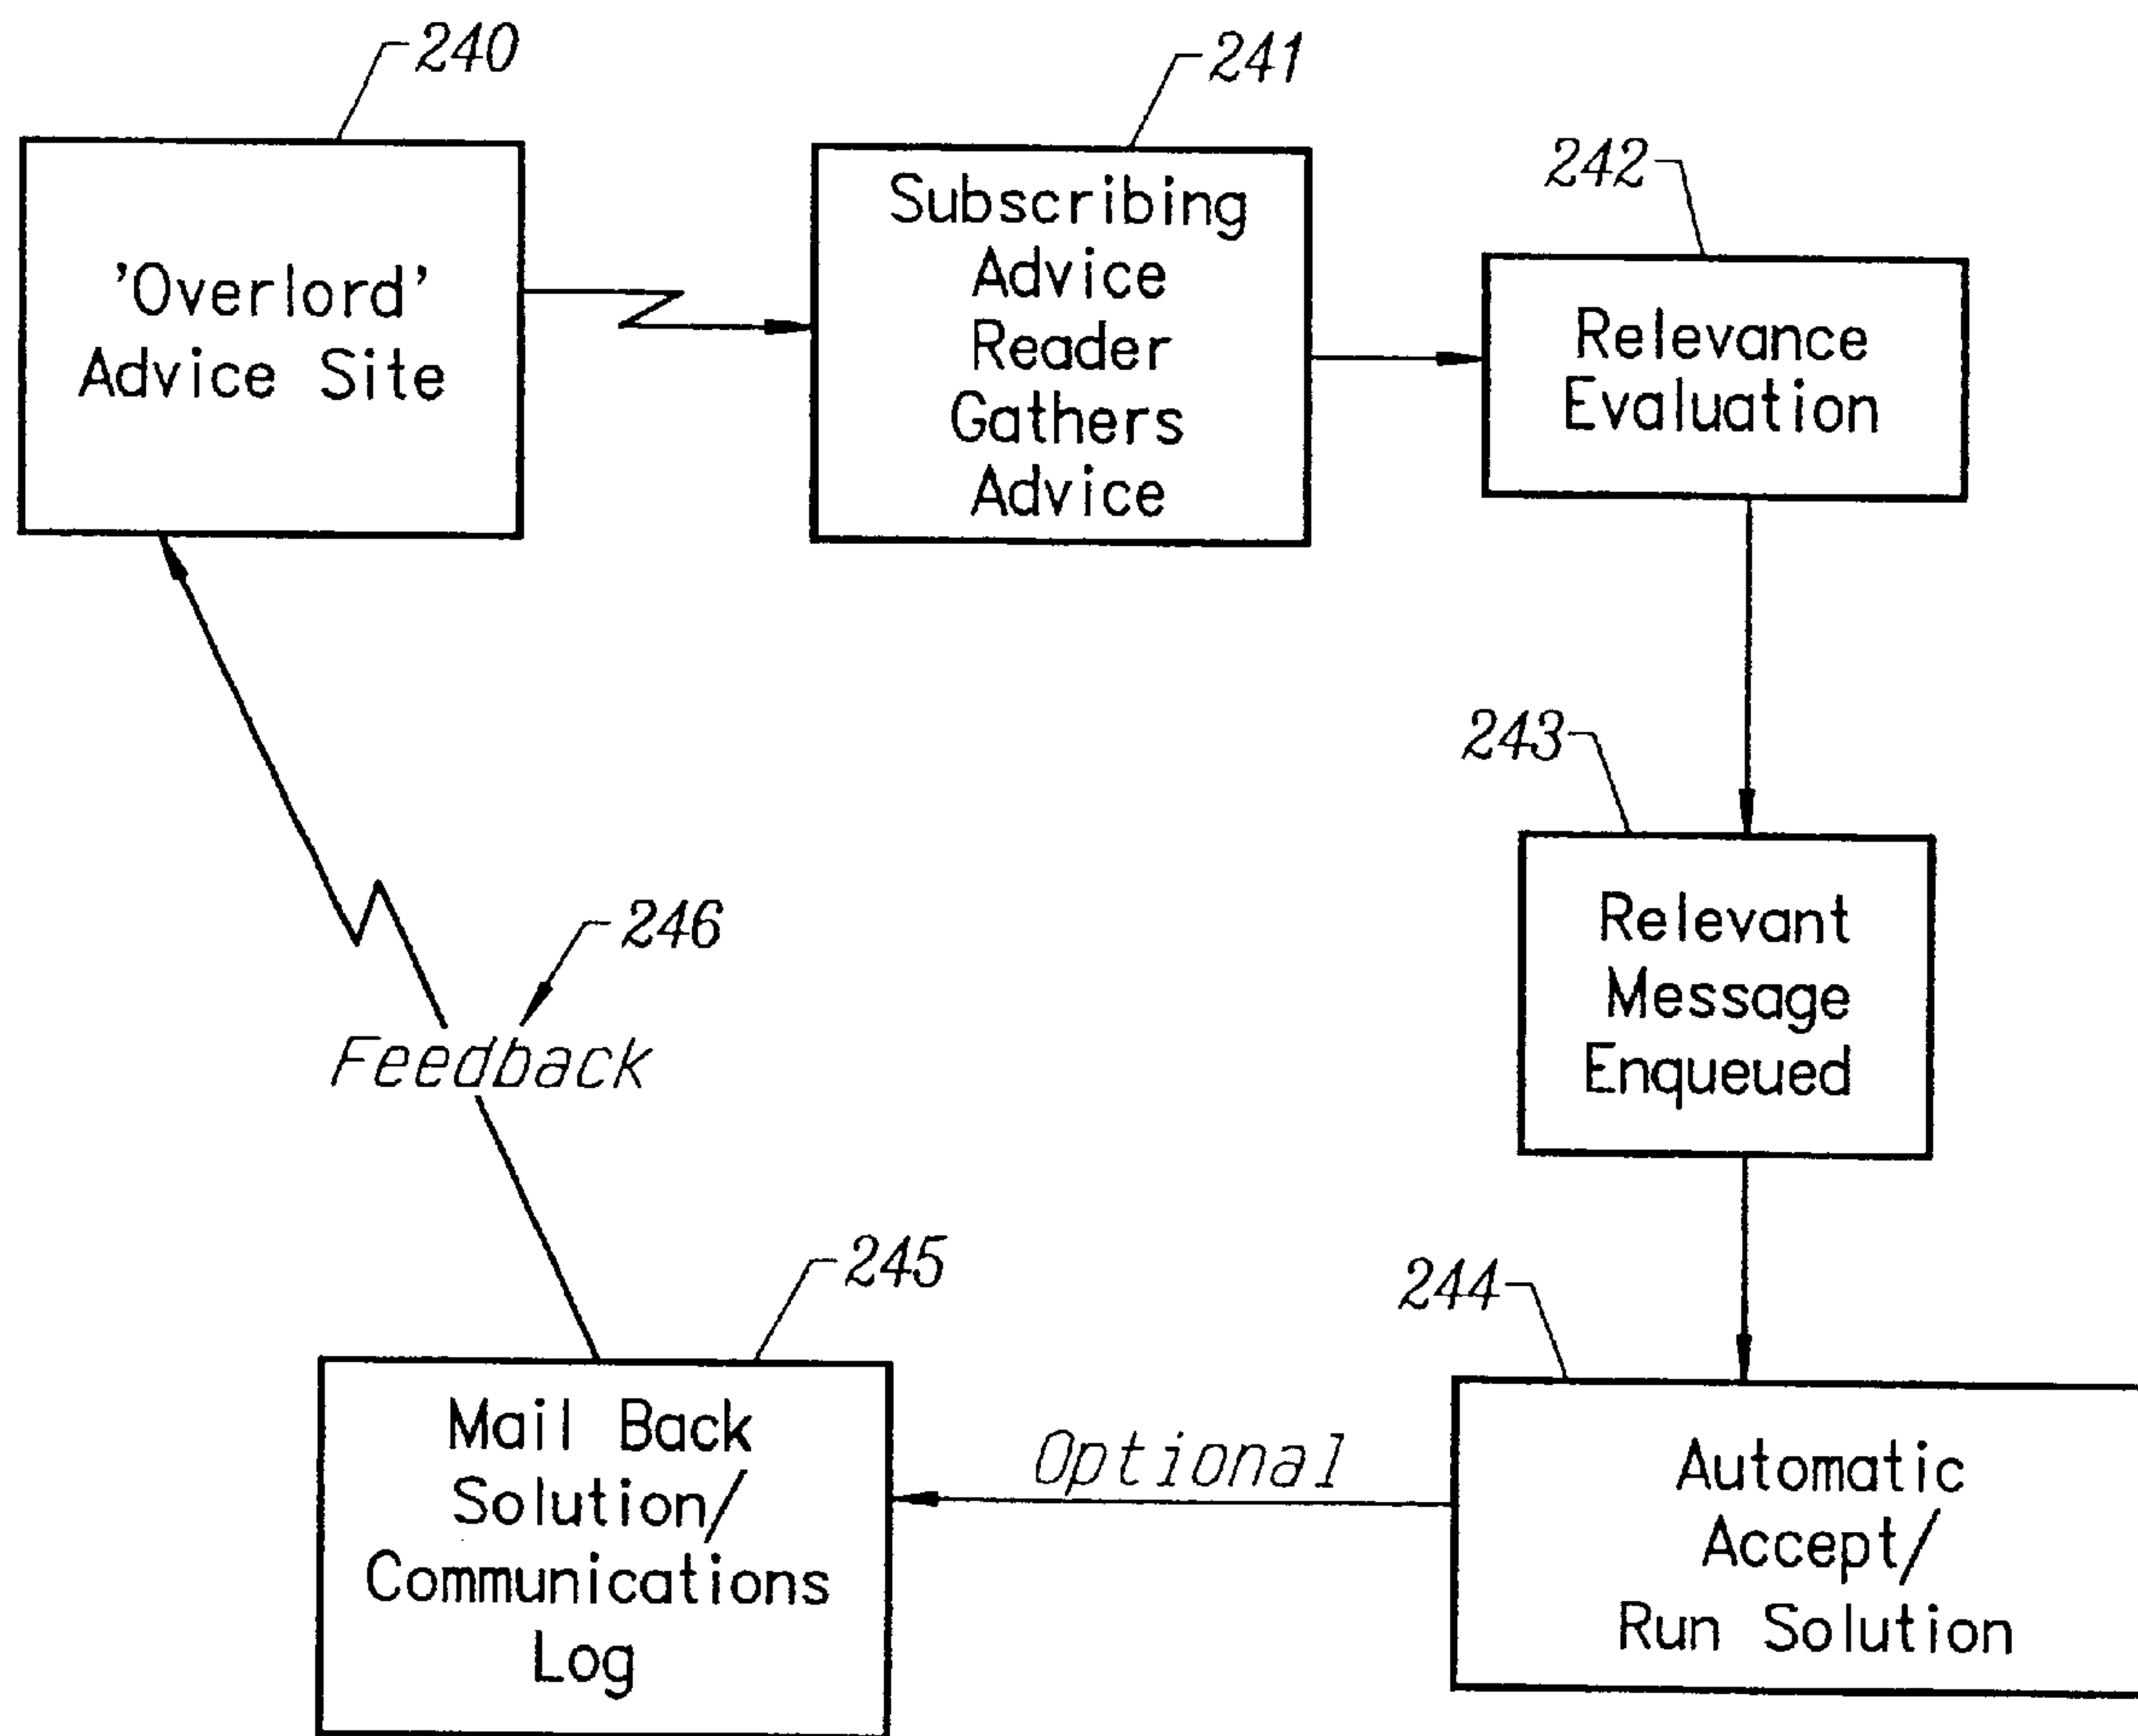 240
'Overlord'
Advice Site
241
Subscribing
Advice
Reader
Gathers
Advice
242
Relevance
Evaluation
243
Relevant
Message
Enqueued
244
Automatic
Accept/
Run Solution
Optional
245
Mail Back
Solution/
Communications
Log
246
Feedback